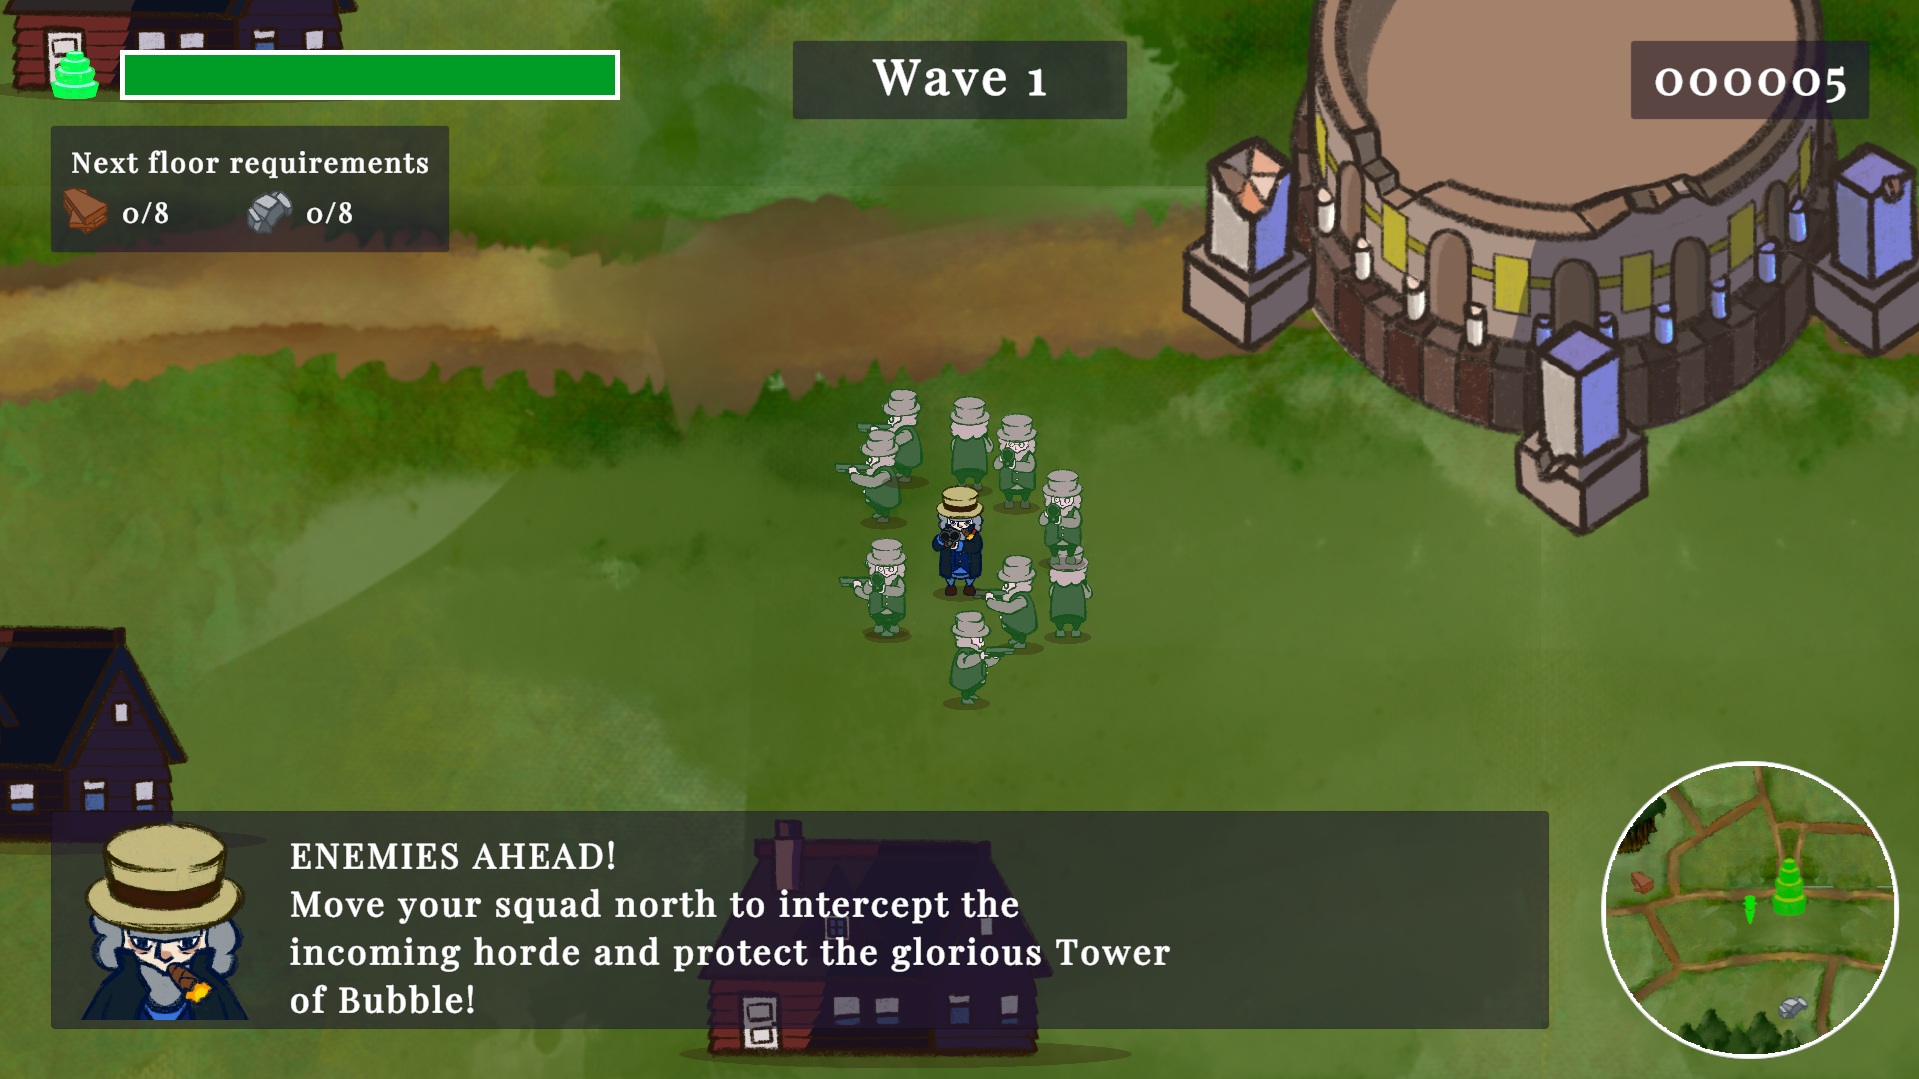 Wave 1
000005
Next floor requirements
0/8 0/8
ENEMIES AHEAD!
Move your squad north to intercept the
incoming horde and protect the glorious Tower
of Bubble!